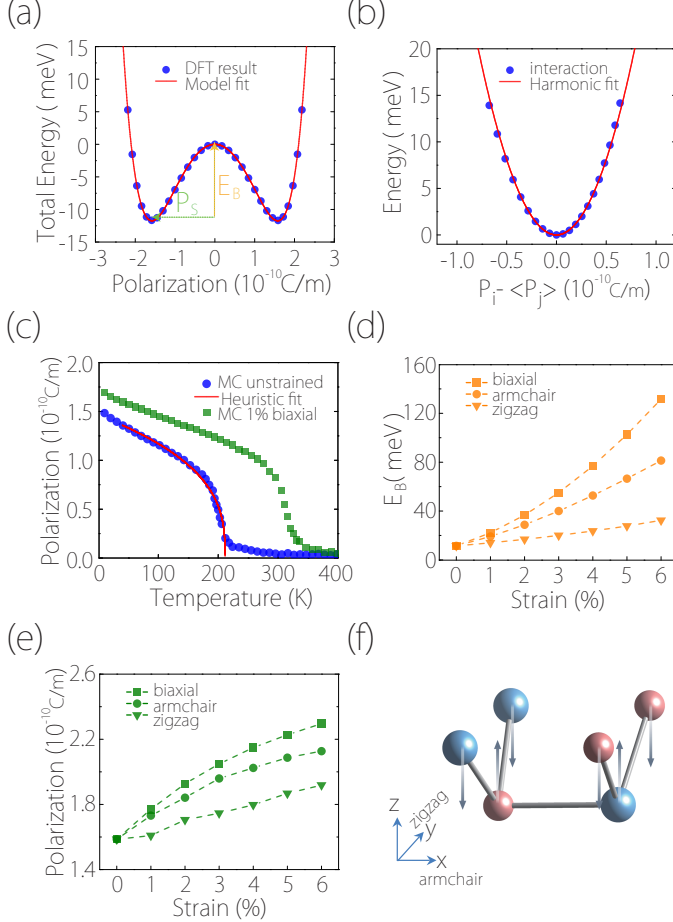 (a)
15
10
5
0
-5
-10
-15
Total Energy (meV)
DFT result
Model fit
P_S
E_B
-3 -2 -1 0 1 2 3
Polarization (10^-10 C/m)
(b)
20
15
10
5
0
Energy (meV)
interaction
Harmonic fit
-1.0 -0.5 0.0 0.5 1.0
P_i- <P_j> (10^-10 C/m)
(c)
2.0
1.5
1.0
0.5
0.0
Polarization (10^-10 C/m)
MC unstrained
Heuristic fit
MC 1% biaxial
0 100 200 300 400
Temperature (K)
(d)
160
120
80
40
0
E_B( meV)
biaxial
armchair
zigzag
0 1 2 3 4 5 6
Strain (%)
(e)
2.6
2.2
1.8
1.4
Polarization (10^-10 C/m)
biaxial
armchair
zigzag
0 1 2 3 4 5 6
Strain (%)
(f)
z
zigzag
y
x
armchair